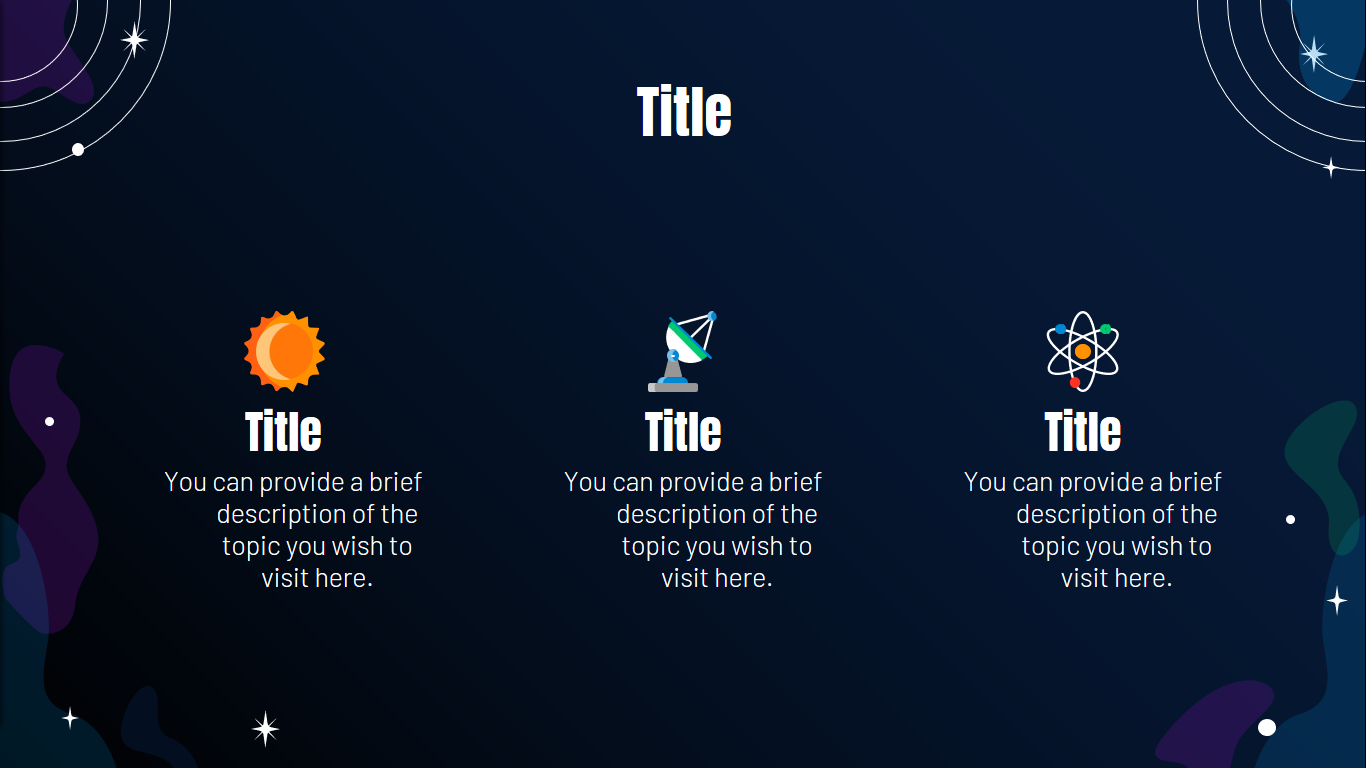 Title
Title
You can provide a brief
description of the
topic you wish to
visit here.
Title
You can provide a brief
description of the
topic you wish to
visit here.
Title
You can provide a brief
description of the
topic you wish to
visit here.